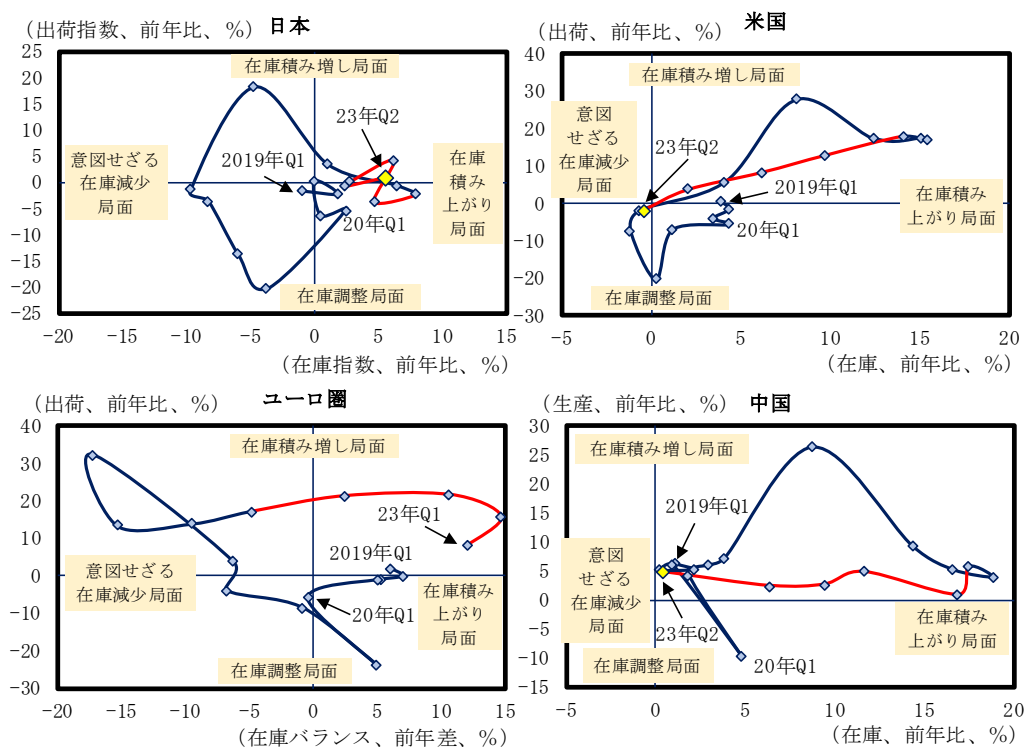 （出荷指数、前年比、％）
日本
25
20
15
10
5
0
-5
-10
-15
-20
-25
-20
-15
-10
-5
0
5
10
15
（在庫指数、前年比、％）
在庫積み増し局面
意図せざる
在庫減少
局面
2019年Q1
23年Q2
20年Q1
在庫
積み
上がり
局面
在庫調整局面
（出荷、前年比、％）
米国
40
30
20
10
0
-10
-20
-30
-5
0
5
10
15
20
（在庫、前年比、％）
在庫積み増し局面
意図
せざる
在庫減少
局面
23年Q2
2019年Q1
20年Q1
在庫積み
上がり局面
在庫調整局面
（出荷、前年比、％）
ユーロ圏
40
30
20
10
0
-10
-20
-30
-20
-15
-10
-5
0
5
10
15
（在庫バランス、前年差、％）
在庫積み増し局面
23年Q1
2019年Q1
意図せざる
在庫減少局面
20年Q1
在庫積み
上がり
局面
在庫調整局面
（生産、前年比、％）
中国
30
25
20
15
10
5
0
-5
-10
-15
0
5
10
15
20
（在庫、前年比、％）
在庫積み増し局面
2019年Q1
意図
せざる
在庫減少
局面
23年Q2
在庫積み
上がり局面
在庫調整局面
20年Q1